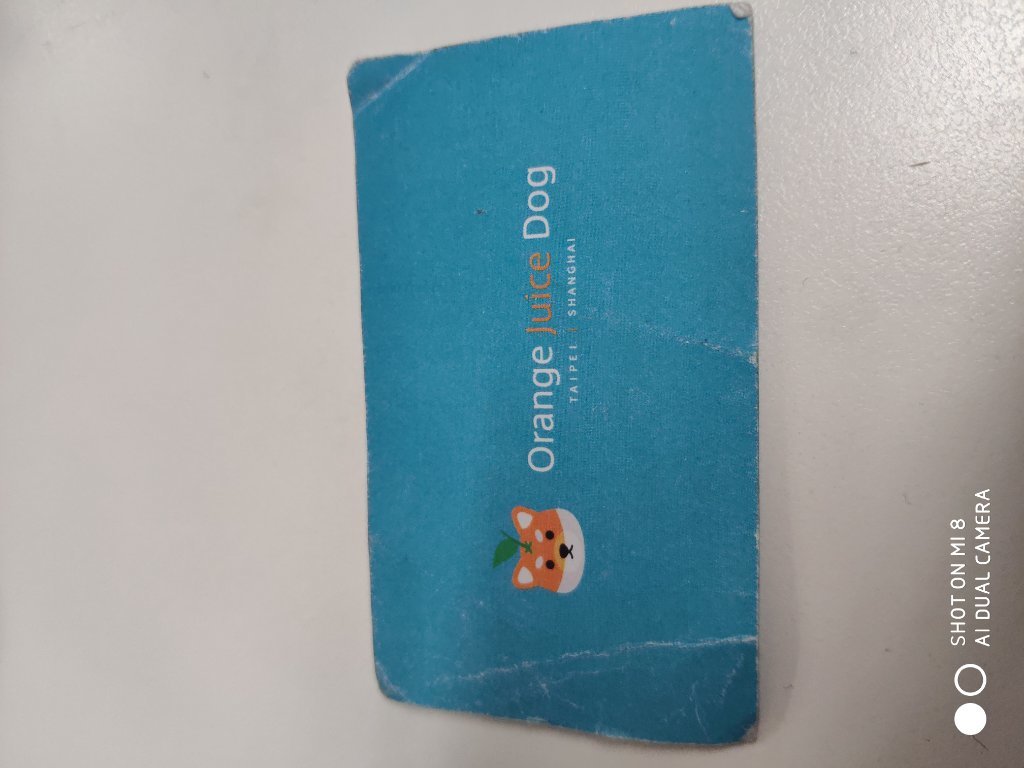 Orange Juice Dog
TAIPEI / SHANGHAI
SHOT ON MI 8
AI DUAL CAMERA